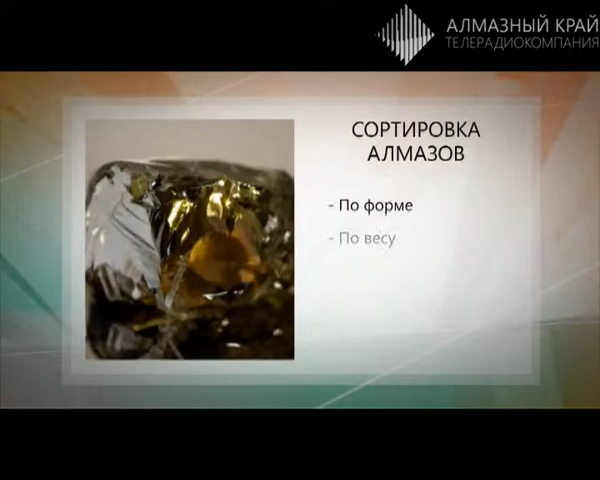 АЛМАЗНЫЙ КРАЙ
ТЕЛЕРАДИОКОМПАНИЯ
СОРТИРОВКА
АЛМАЗОВ
- По форме
- По весу